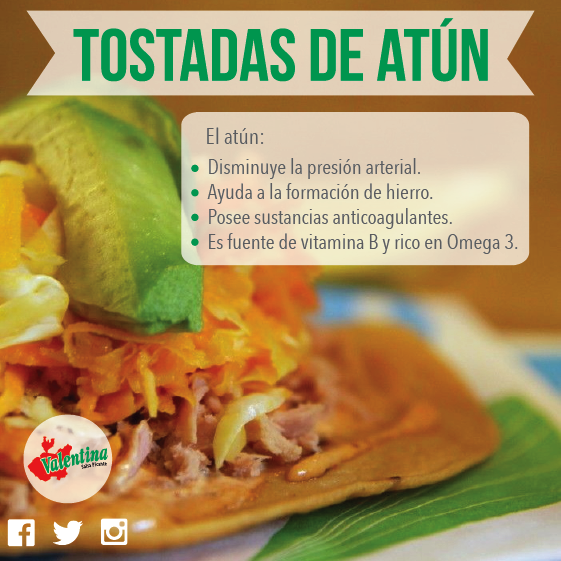 TOSTADAS DE ATÚN
El atún:
• Disminuye la presión arterial.
• Ayuda a la formación de hierro.
• Posee sustancias anticoagulantes.
• Es fuente de vitamina B y rico en Omega 3.
Valentina
Salsa Picante